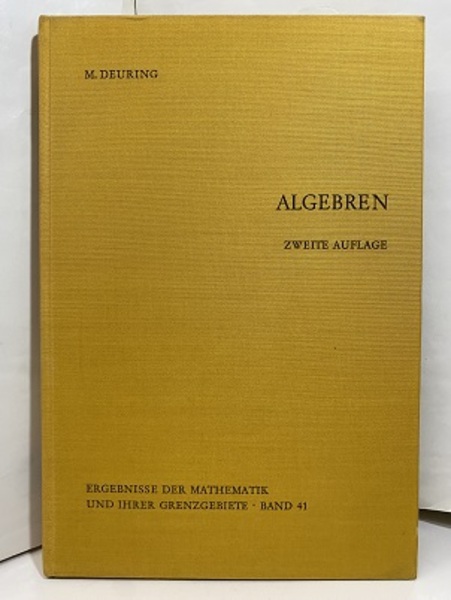 M. DEURING
ALGEBREN
ZWEITE AUFLAGE
ERGEBNISSE DER MATHEMATIK
UND IHRER GRENZGEBIETE · BAND 41